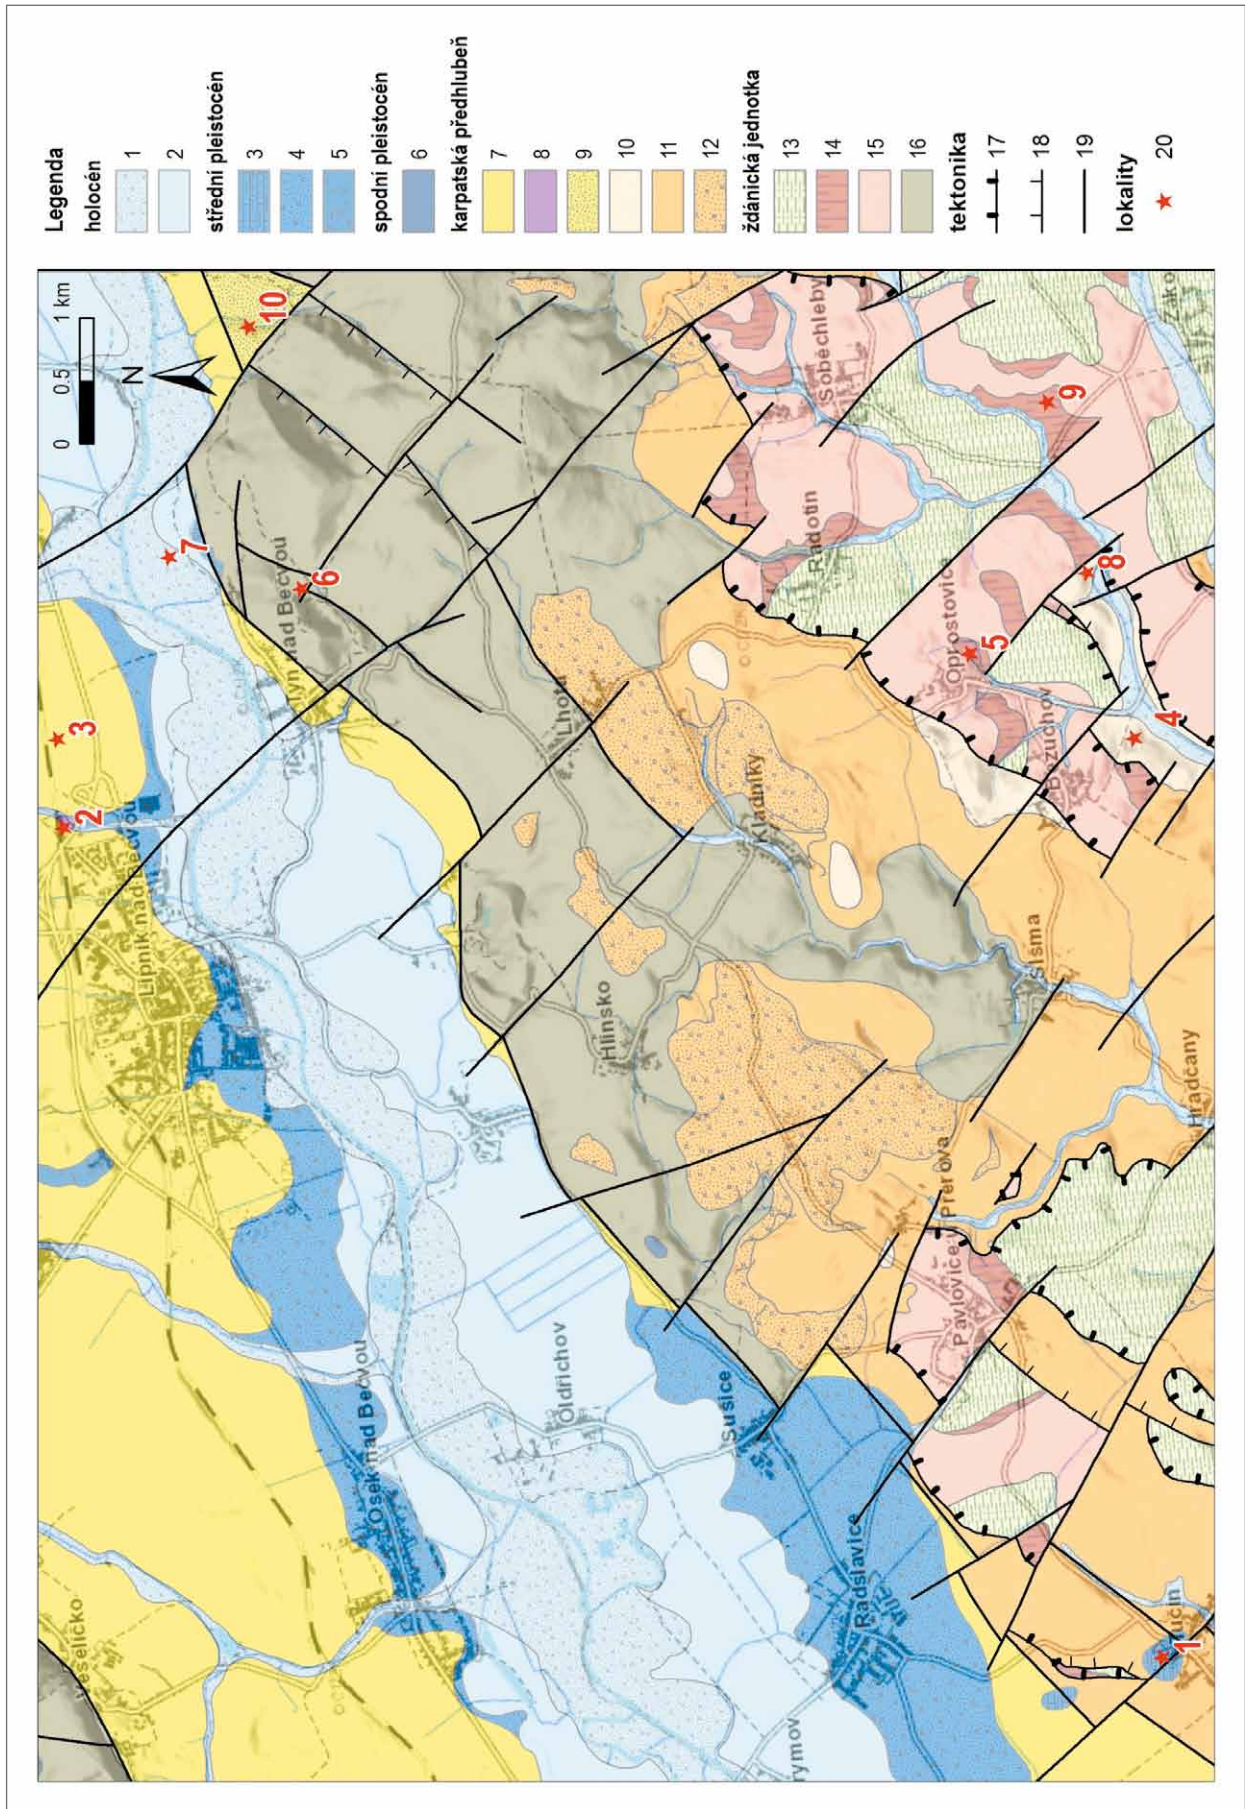 Legenda
holocén
1
2
střední pleistocén
3
4
5
spodní pleistocén
6
karpatská předhlubeň
7
8
9
10
11
12
ždánická jednotka
13
14
15
16
tektonika
17
18
19
lokality
20
0 0.5 1 km
N
Veselíčko
Osek nad Bečvou
Lipník nad Bečvou
2
3
7
10
Týn nad Bečvou
6
Oldřichov
Hlinsko
Lhota
Sušice
Kladníky
Radotín
Soběchleby
9
Radslavice
Pavlovice u Přerova
Šišma
Oprostovice
5
Bezuchov
4
8
Hradčany
Tučín
1
rymov
Žáko